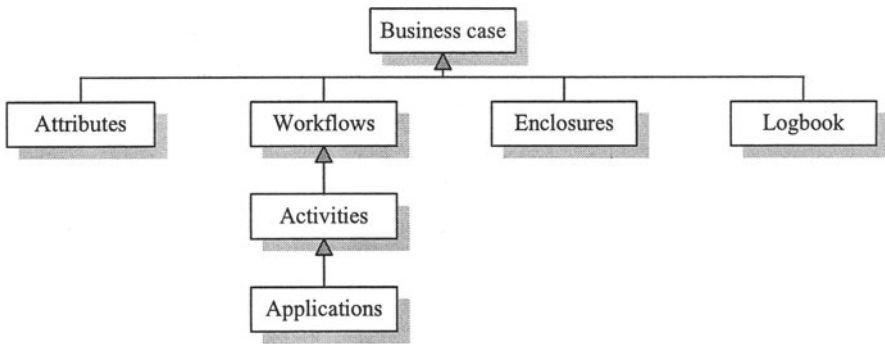 Business case
Attributes
Workflows
Enclosures
Logbook
Activities
Applications